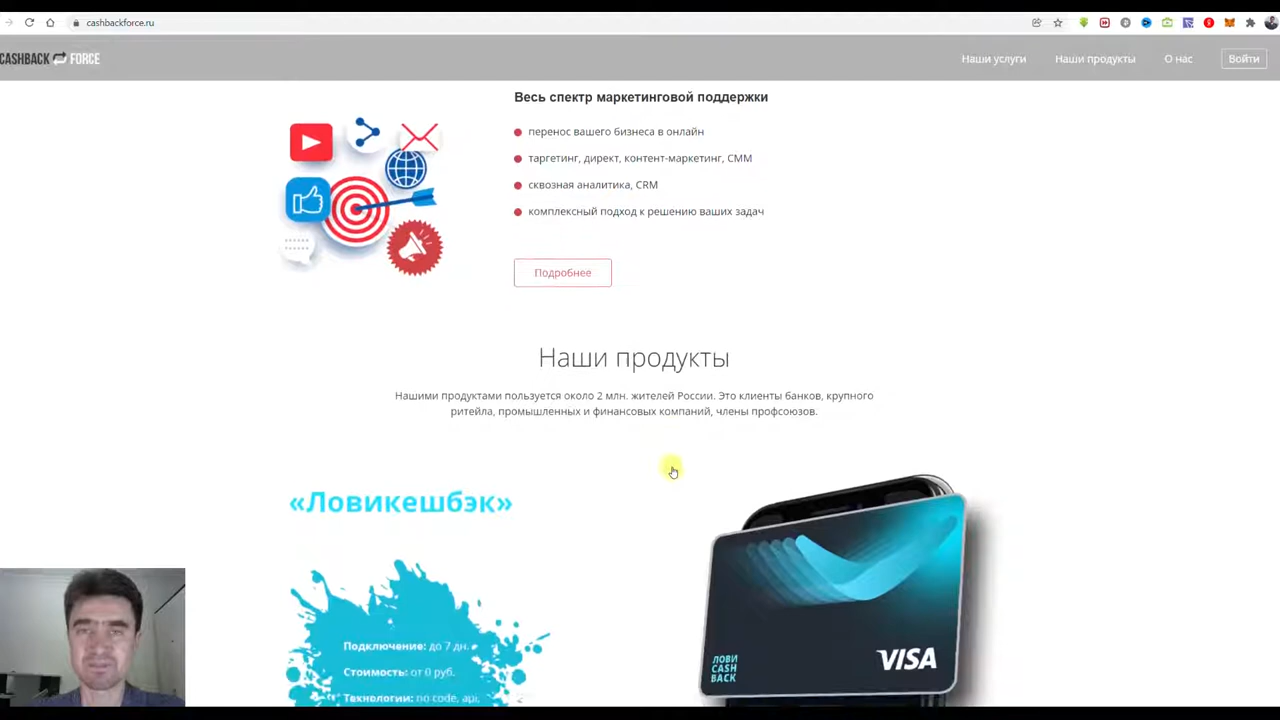 cashbackforce.ru
CASHBACK FORCE
Наши услуги
Наши продукты
О нас
Войти
Весь спектр маркетинговой поддержки
перенос вашего бизнеса в онлайн
таргетинг, директ, контент-маркетинг, СММ
сквозная аналитика, CRM
комплексный подход к решению ваших задач
Подробнее
Наши продукты
Нашими продуктами пользуется около 2 млн. жителей России. Это клиенты банков, крупного
ритейла, промышленных и финансовых компаний, члены профсоюзов.
«Ловикешбэк»
Подключение: до 7 дн.
Стоимость: от 0 руб.
Технологии: no code, api,
ЛОВИ
CASH
BACK
VISA